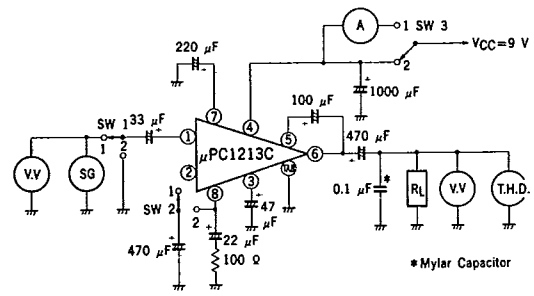 A
1 SW 3
VCC=9 V
2
220 μF
1000 μF
100 μF
7
4
5
SW 1
33 μF
1
2
1
μPC1213C
6
470 μF
V.V
SG
2
TAB
0.1 μF
*
RL
V.V
T.H.D.
1
SW 2
2
8
3
47 μF
470 μF
22 μF
100 Ω
*Mylar Capacitor